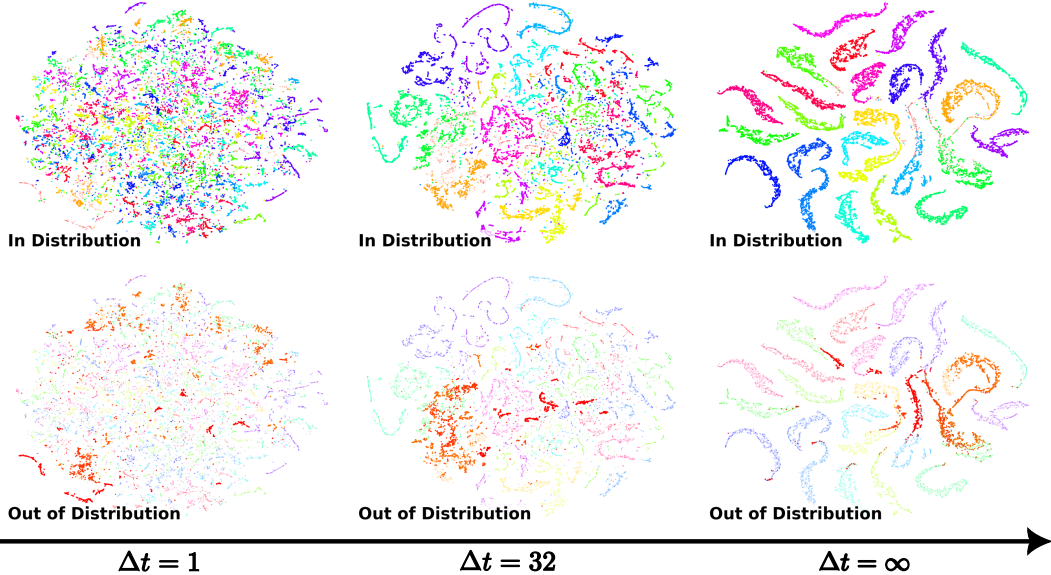 In Distribution
In Distribution
In Distribution
Out of Distribution
Out of Distribution
Out of Distribution
Δt = 1
Δt = 32
Δt = ∞